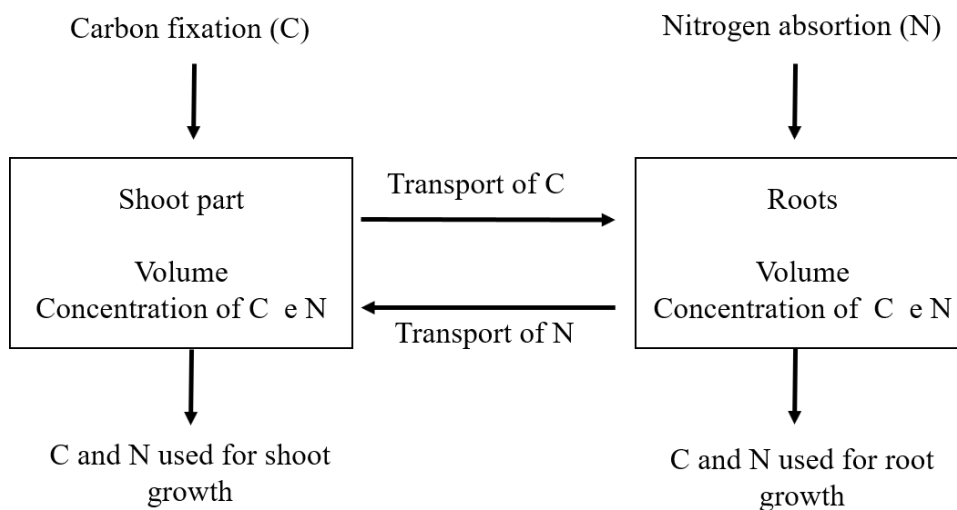 Carbon fixation (C)
Nitrogen absortion (N)
Shoot part
Volume
Concentration of C e N
Transport of C
Transport of N
Roots
Volume
Concentration of C e N
C and N used for shoot
growth
C and N used for root
growth